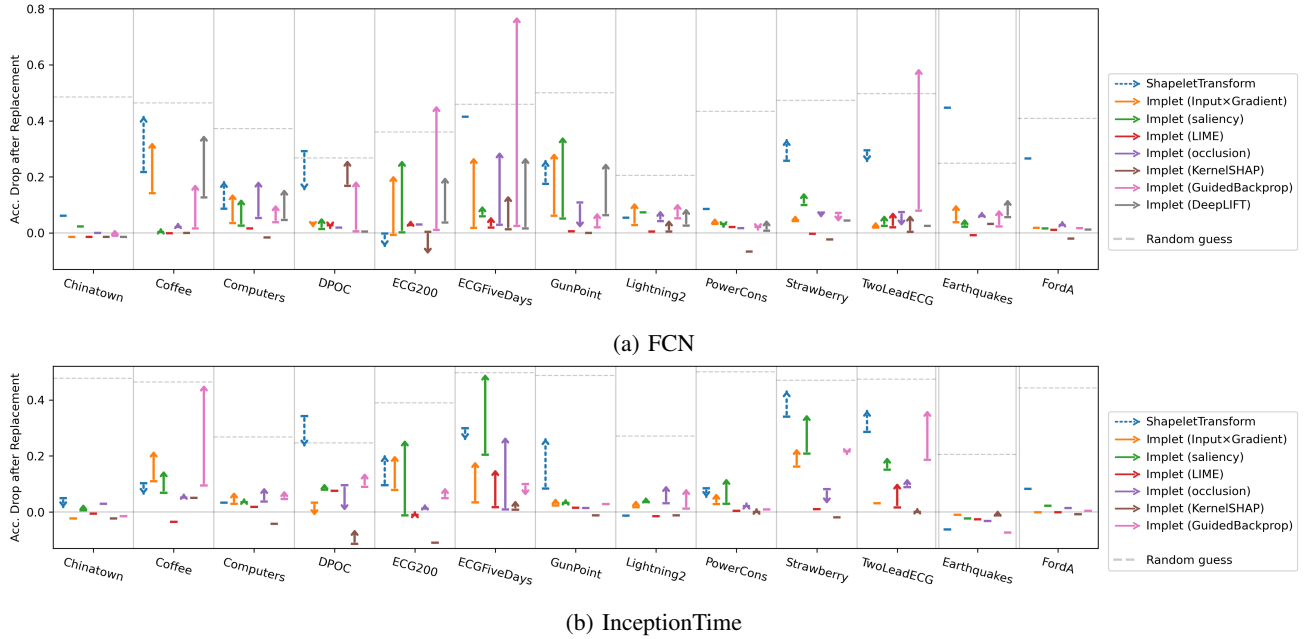 0.8
0.6
0.4
0.2
0.0
Acc. Drop after Replacement
Chinatown
Coffee
Computers
DPOC
ECG200
ECGFiveDays
GunPoint
Lightning2
PowerCons
Strawberry
TwoLeadECG
Earthquakes
FordA
ShapeletTransform
Implet (Input×Gradient)
Implet (saliency)
Implet (LIME)
Implet (occlusion)
Implet (KernelSHAP)
Implet (GuidedBackprop)
Implet (DeepLIFT)
Random guess
(a) FCN
0.4
0.2
0.0
Acc. Drop after Replacement
Chinatown
Coffee
Computers
DPOC
ECG200
ECGFiveDays
GunPoint
Lightning2
PowerCons
Strawberry
TwoLeadECG
Earthquakes
FordA
ShapeletTransform
Implet (Input×Gradient)
Implet (saliency)
Implet (LIME)
Implet (occlusion)
Implet (KernelSHAP)
Implet (GuidedBackprop)
Random guess
(b) InceptionTime